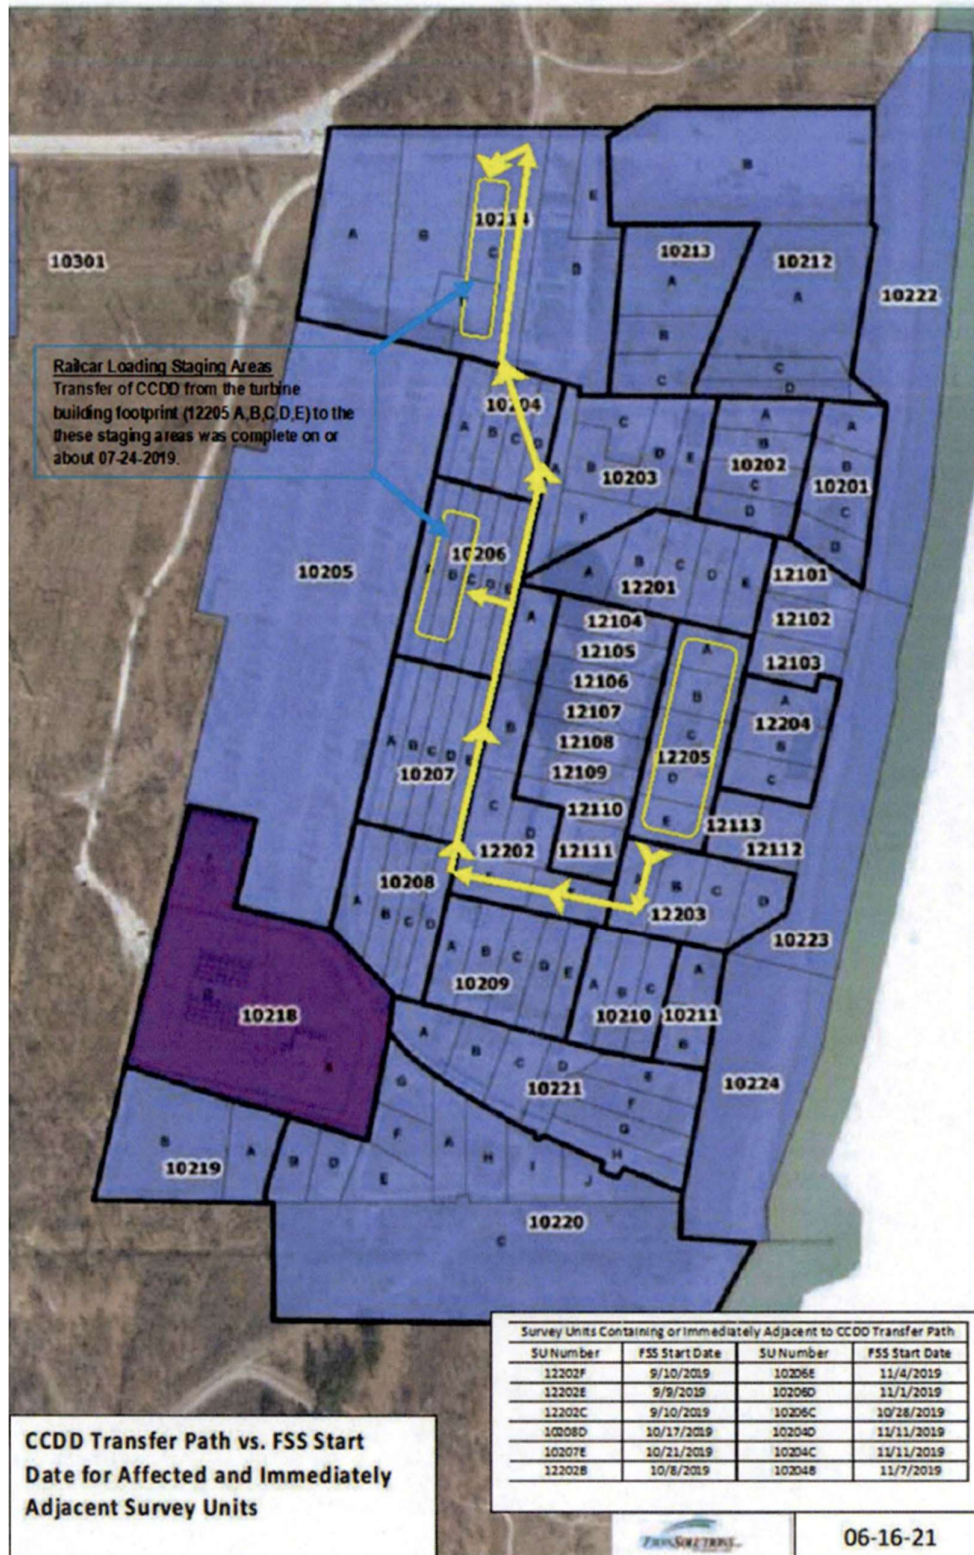 10301
10214
A
B
C
E
B
B
10213
A
B
C
10212
A
C
D
10222
Railcar Loading Staging Areas
Transfer of CCDD from the turbine
building footprint (12205 A,B,C,D,E) to the
these staging areas was complete on or
about 07-24-2019.
10204
A B C D
10203
A
B
C
D
E
F
10202
A
B
C
D
10201
A
B
C
D
10205
10206
B C D E
12201
A
B
C
D
E
12101
12102
12103
12104
12105
12106
12107
12108
12109
12110
12111
12205
A
B
C
D
E
12204
A
B
C
12113
12112
10207
A B C D E
12202
A
B
C
D
10208
A
B
C
D
12203
B
C
D
10223
10209
A
B
C
D
E
10210
A
B
C
10211
A
B
10218
10221
A
B
C
D
E
F
G
H
10224
10219
B
A
10220
G
F
D
E
A
H
I
J
C
Survey Units Containing or Immediately Adjacent to CCDD Transfer Path
SU Number FSS Start Date SU Number FSS Start Date
12202F 9/10/2019 10206E 11/4/2019
12202E 9/9/2019 10206D 11/1/2019
12202C 9/10/2019 10206C 10/28/2019
10208D 10/17/2019 10204D 11/11/2019
10207E 10/21/2019 10204C 11/11/2019
12202B 10/8/2019 10204B 11/7/2019
CCDD Transfer Path vs. FSS Start
Date for Affected and Immediately
Adjacent Survey Units
ZIONSOLUTIONS
06-16-21